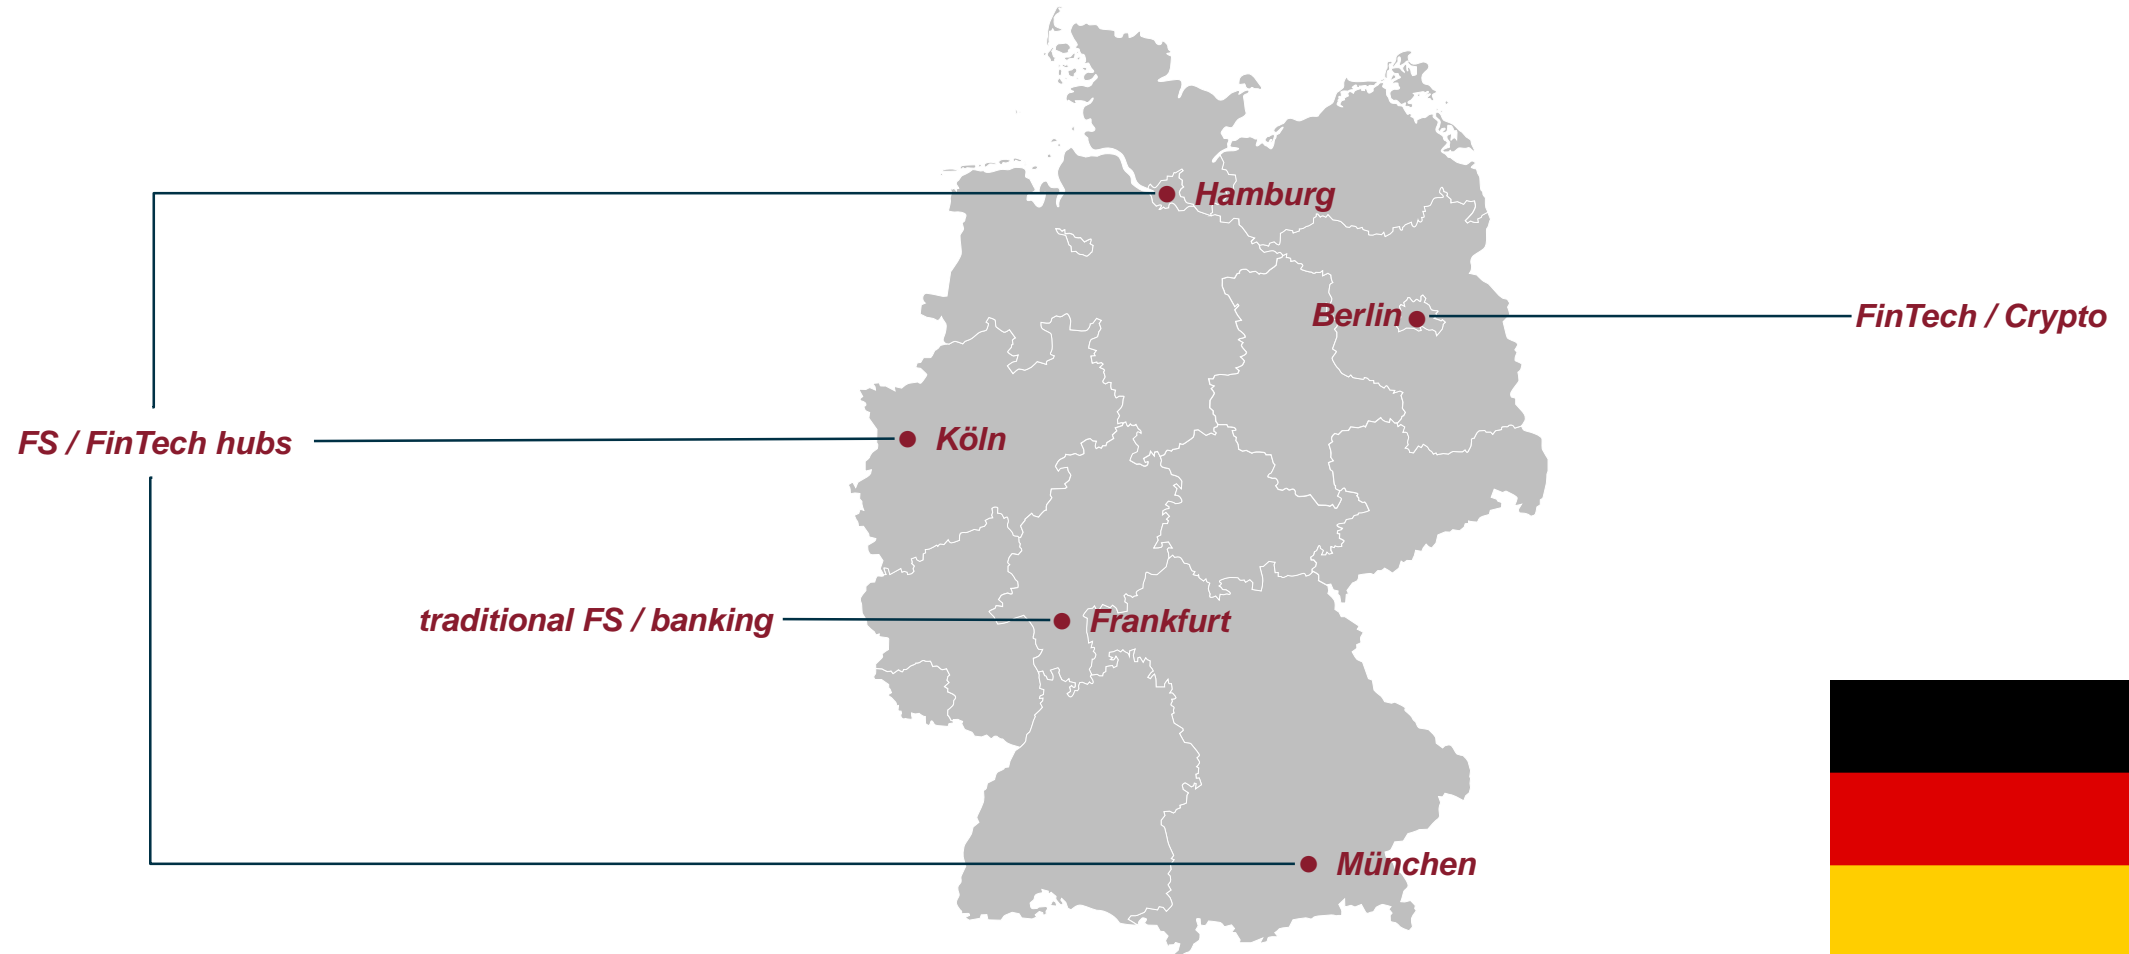 Hamburg
Berlin
FinTech / Crypto
FS / FinTech hubs
Köln
traditional FS / banking
Frankfurt
München